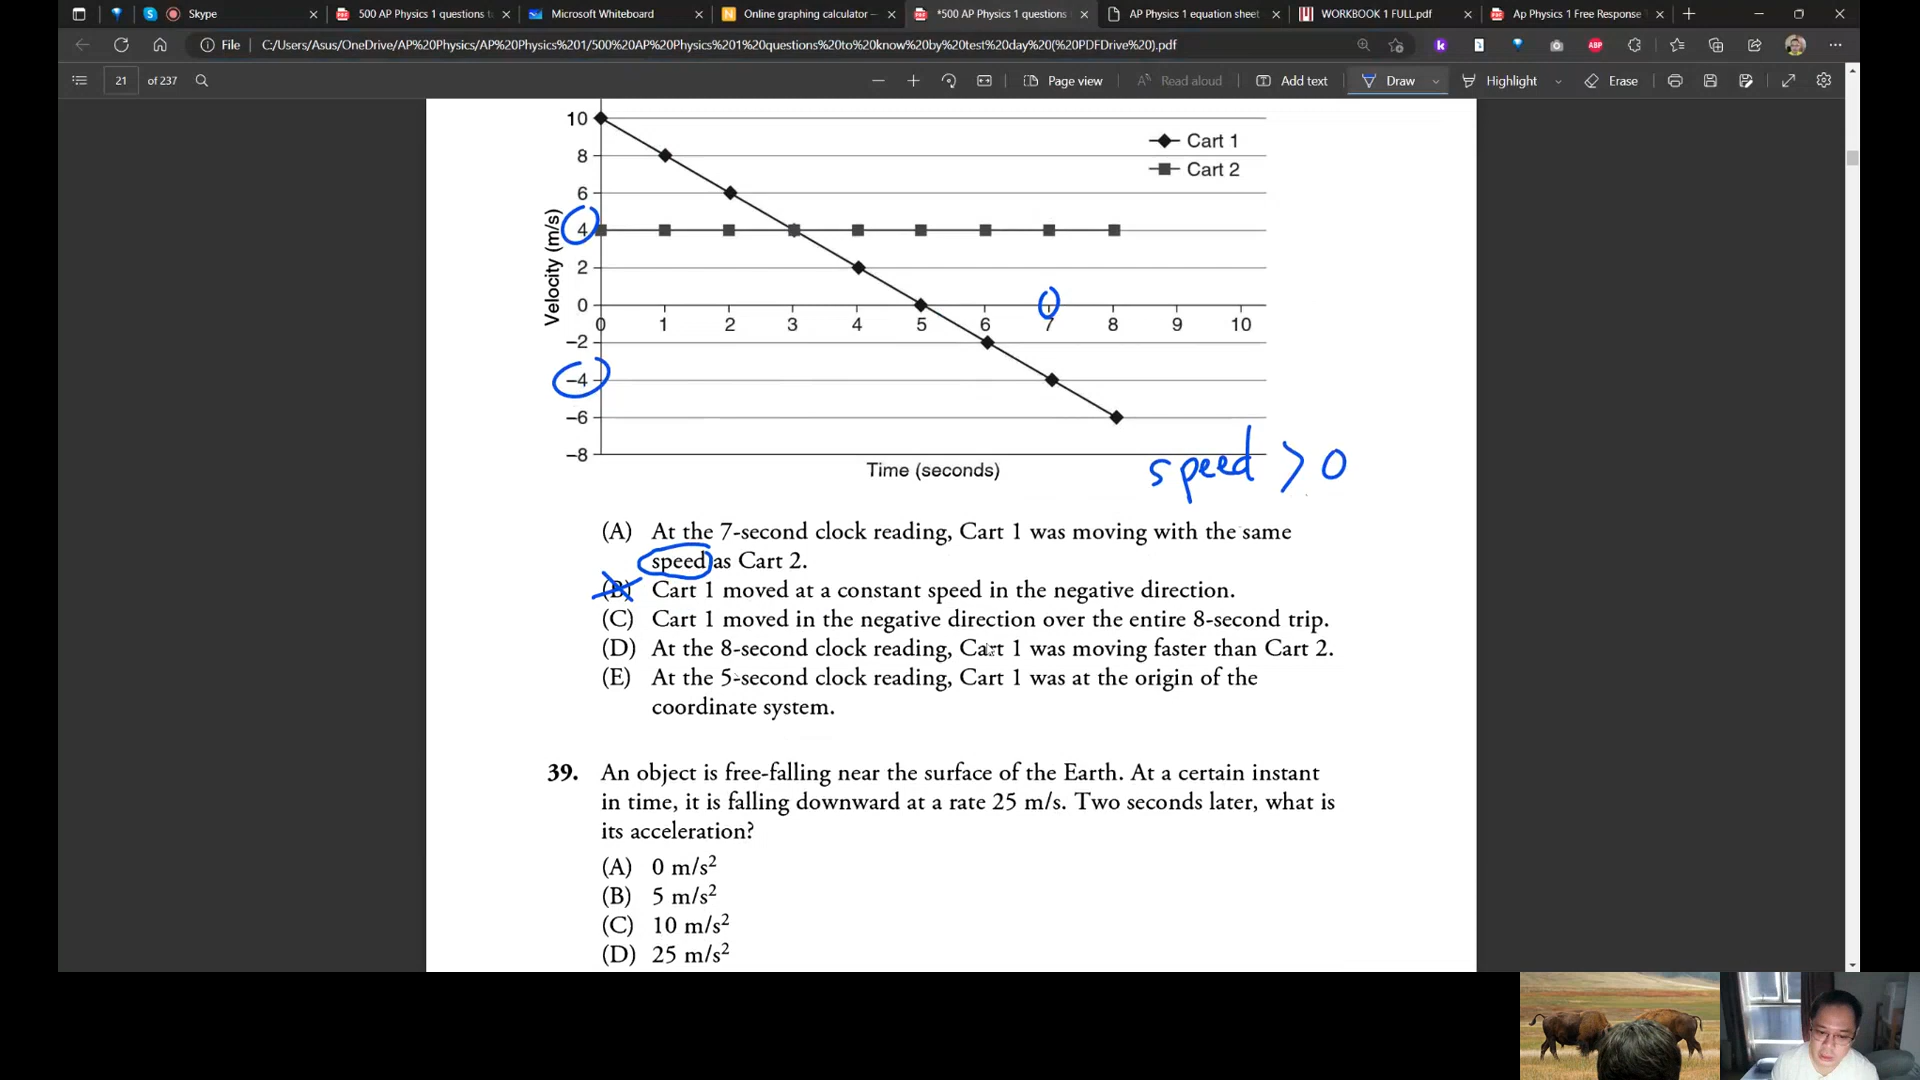 Skype
500 AP Physics 1 questions t
Microsoft Whiteboard
Online graphing calculator –
*500 AP Physics 1 questions
AP Physics 1 equation sheet
WORKBOOK 1 FULL.pdf
Ap Physics 1 Free Response
File
C:/Users/Asus/OneDrive/AP%20Physics/AP%20Physics%201/500%20AP%20Physics%201%20questions%20to%20know%20by%20test%20day%20(%20PDFDrive%20).pdf
21 of 237
Page view
Read aloud
Add text
Draw
Highlight
Erase
10
8
6
4
2
0
−2
−4
−6
−8
Velocity (m/s)
Cart 1
Cart 2
0 1 2 3 4 5 6 7 8 9 10
Time (seconds)
speed > 0
(A) At the 7-second clock reading, Cart 1 was moving with the same
speed as Cart 2.
(B) Cart 1 moved at a constant speed in the negative direction.
(C) Cart 1 moved in the negative direction over the entire 8-second trip.
(D) At the 8-second clock reading, Cart 1 was moving faster than Cart 2.
(E) At the 5-second clock reading, Cart 1 was at the origin of the
coordinate system.
39. An object is free-falling near the surface of the Earth. At a certain instant
in time, it is falling downward at a rate 25 m/s. Two seconds later, what is
its acceleration?
(A) 0 m/s²
(B) 5 m/s²
(C) 10 m/s²
(D) 25 m/s²